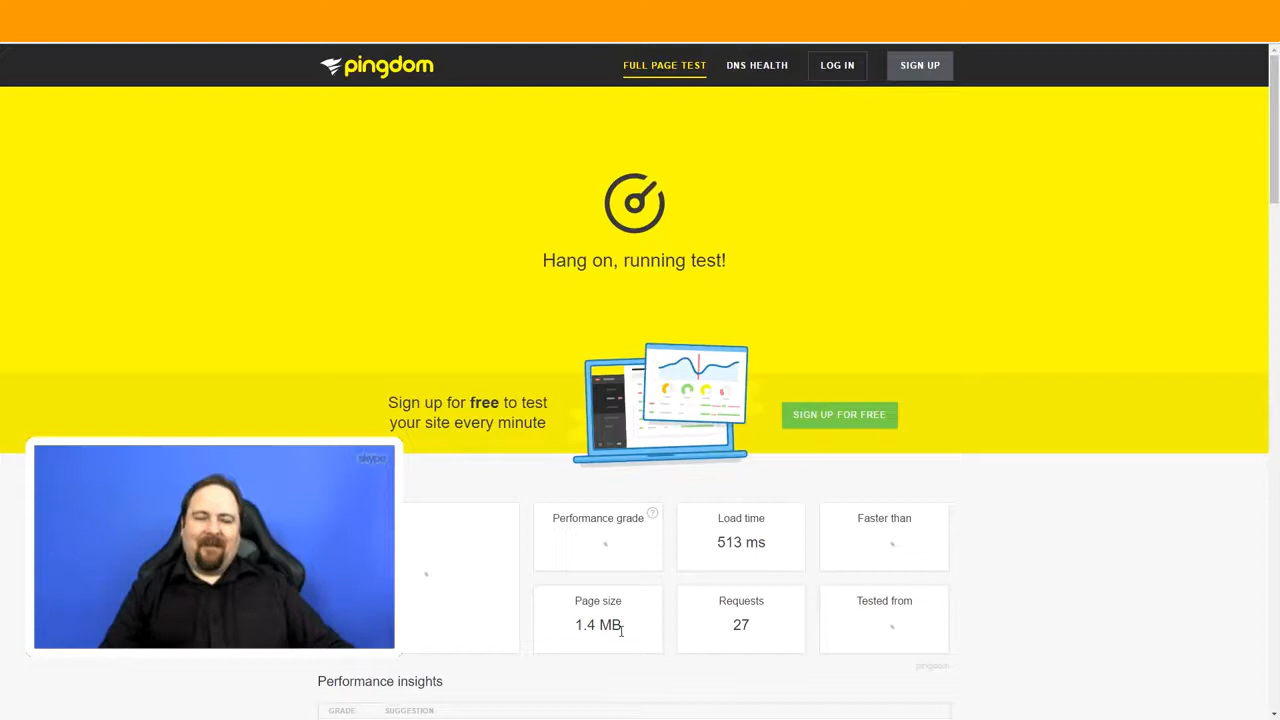 pingdom
FULL PAGE TEST
DNS HEALTH
LOG IN
SIGN UP
Hang on, running test!
Sign up for free to test
your site every minute
SIGN UP FOR FREE
skype
Performance grade
?
Load time
513 ms
Faster than
Page size
1.4 MB
Requests
27
Tested from
pingdom
Performance insights
GRADE
SUGGESTION